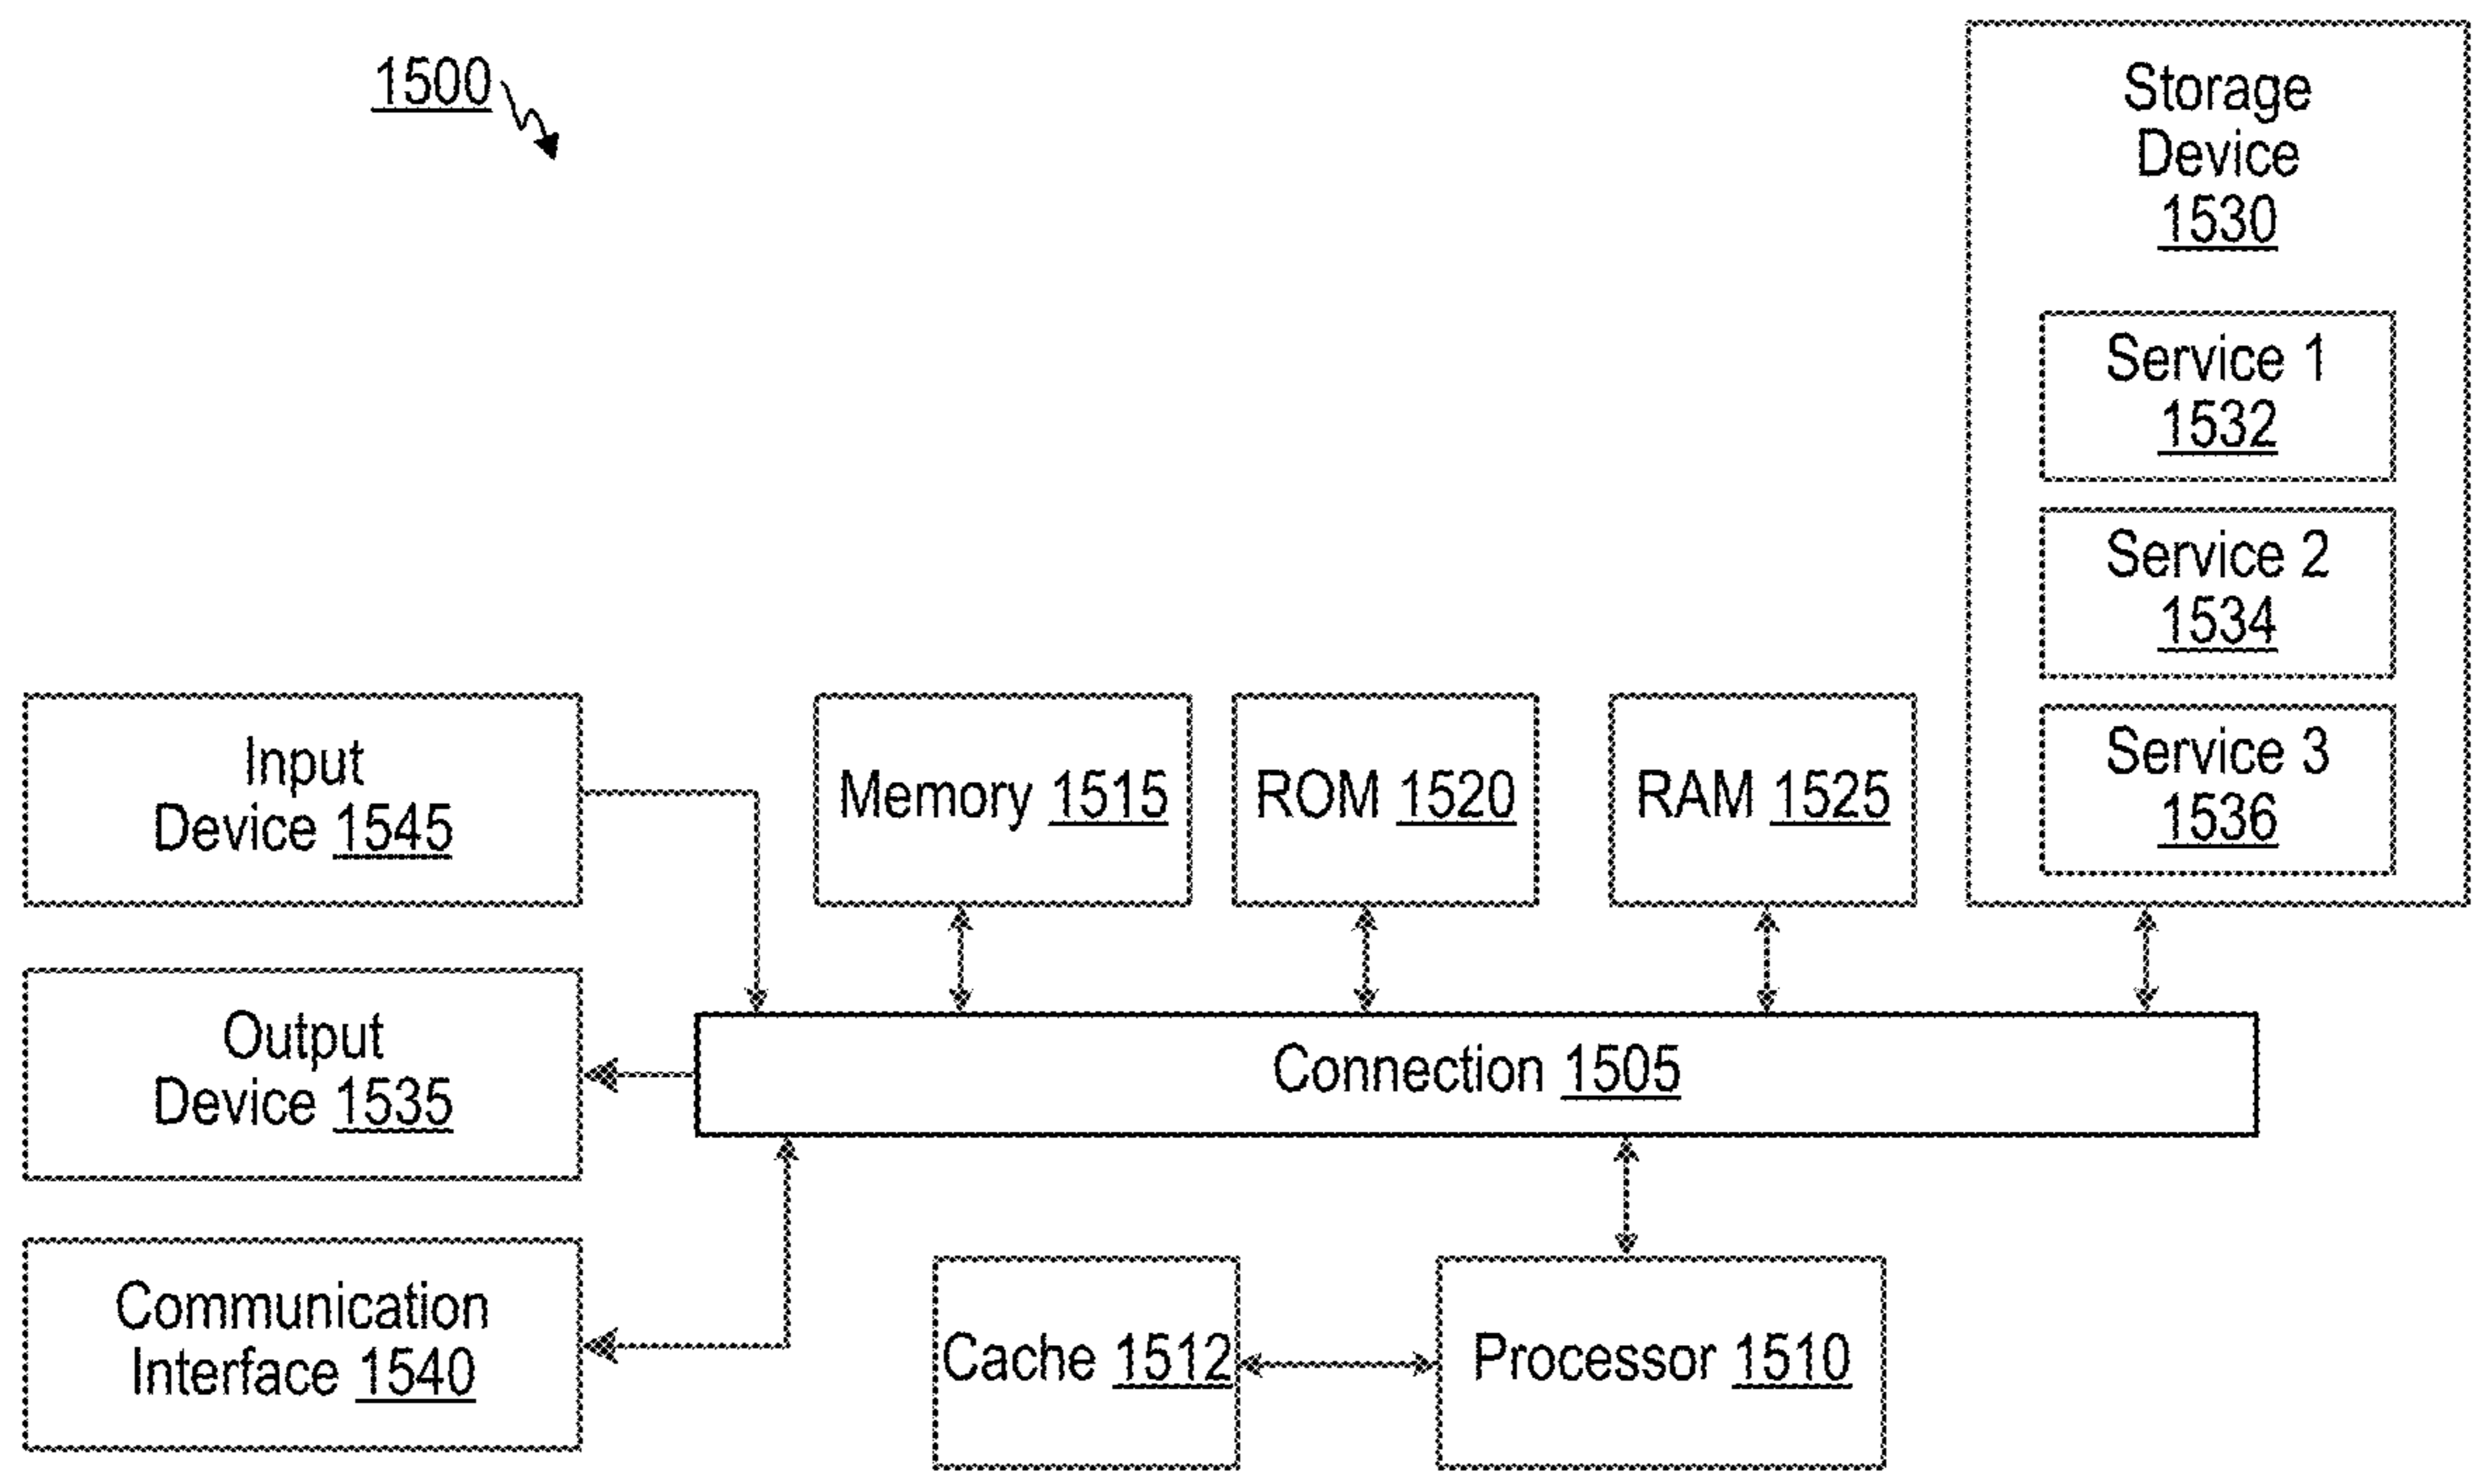 1500
Storage
Device
1530
Service 1
1532
Service 2
1534
Service 3
1536
Input
Device 1545
Memory 1515
ROM 1520
RAM 1525
Output
Device 1535
Connection 1505
Communication
Interface 1540
Cache 1512
Processor 1510